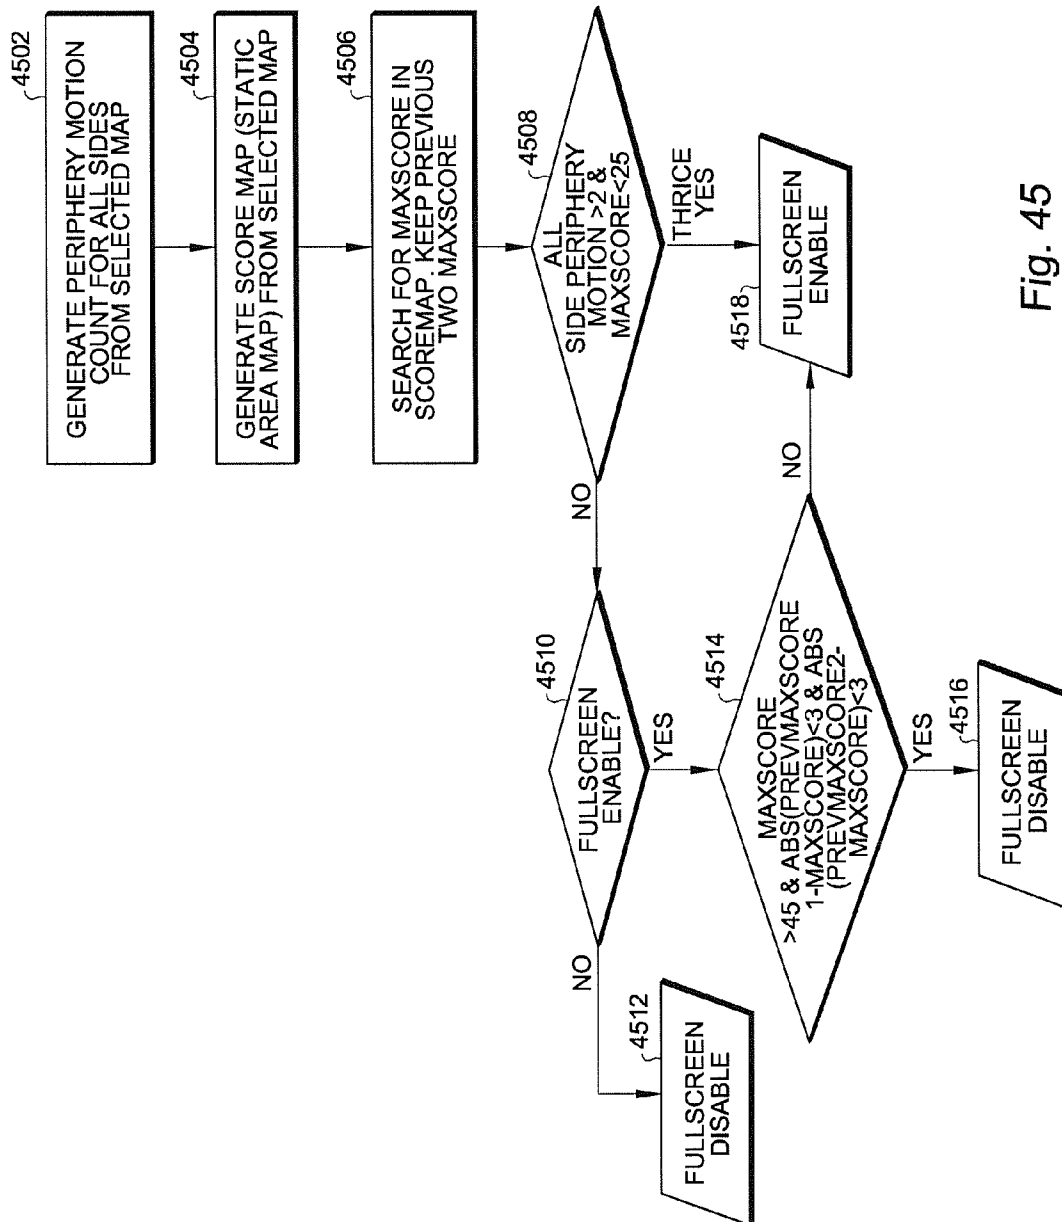 4502
GENERATE PERIPHERY MOTION
COUNT FOR ALL SIDES
FROM SELECTED MAP
4504
GENERATE SCORE MAP (STATIC
AREA MAP) FROM SELECTED MAP
4506
SEARCH FOR MAXSCORE IN
SCOREMAP. KEEP PREVIOUS
TWO MAXSCORE
4508
ALL
SIDE PERIPHERY
MOTION >2 &
MAXSCORE<25
THRICE
YES
NO
4510
FULLSCREEN
ENABLE?
YES
NO
4512
FULLSCREEN
DISABLE
4514
MAXSCORE
>45 & ABS(PREVMAXSCORE
1-MAXSCORE)<3 & ABS
(PREVMAXSCORE2-
MAXSCORE)<3
NO
YES
4516
FULLSCREEN
DISABLE
4518
FULLSCREEN
ENABLE
Fig. 45